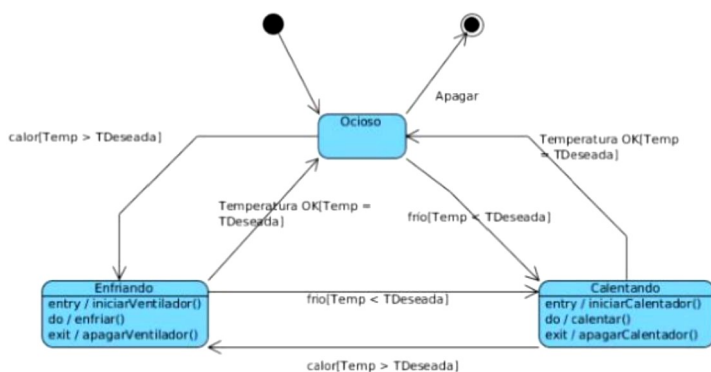 Apagar
Ocioso
calor[Temp > TDeseada]
Temperatura OK[Temp
= TDeseada]
Temperatura OK[Temp =
TDeseada]
frio[Temp < TDeseada]
Enfriando
entry / iniciarVentilador()
do / enfriar()
exit / apagarVentilador()
frio[Temp < TDeseada]
Calentando
entry / iniciarCalentador()
do / calentar()
exit / apagarCalentador()
calor[Temp > TDeseada]